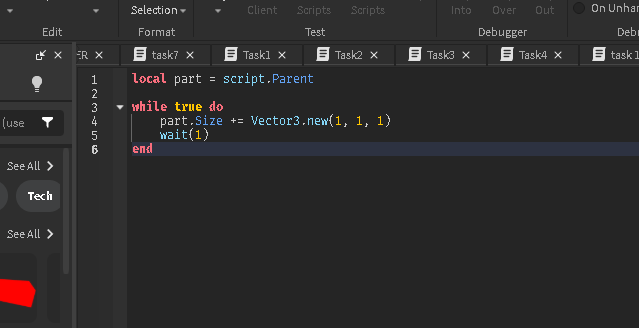 Selection Client Scripts Scripts Into Over Out On Unhan
Edit Format Test Debugger Deb
ER task7 Task1 Task2 Task3 Task4 task1
1 local part = script.Parent
2
3 while true do
4 part.Size += Vector3.new(1, 1, 1)
5 wait(1)
6 end
(use
See All
Tech
See All